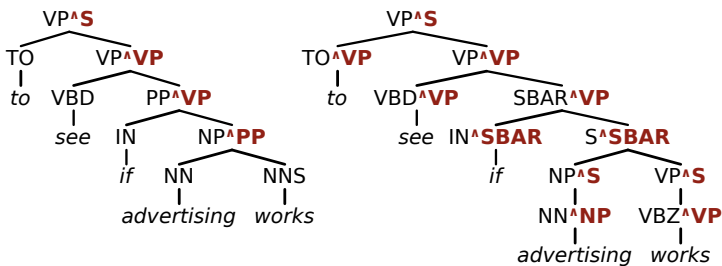 VP^S VP^S
TO VP^VP TO^VP VP^VP
to VBD PP^VP to VBD^VP SBAR^VP
see IN NP^PP see IN^SBAR S^SBAR
if NN NNS if NP^S VP^S
advertising works NN^NP VBZ^VP
advertising works